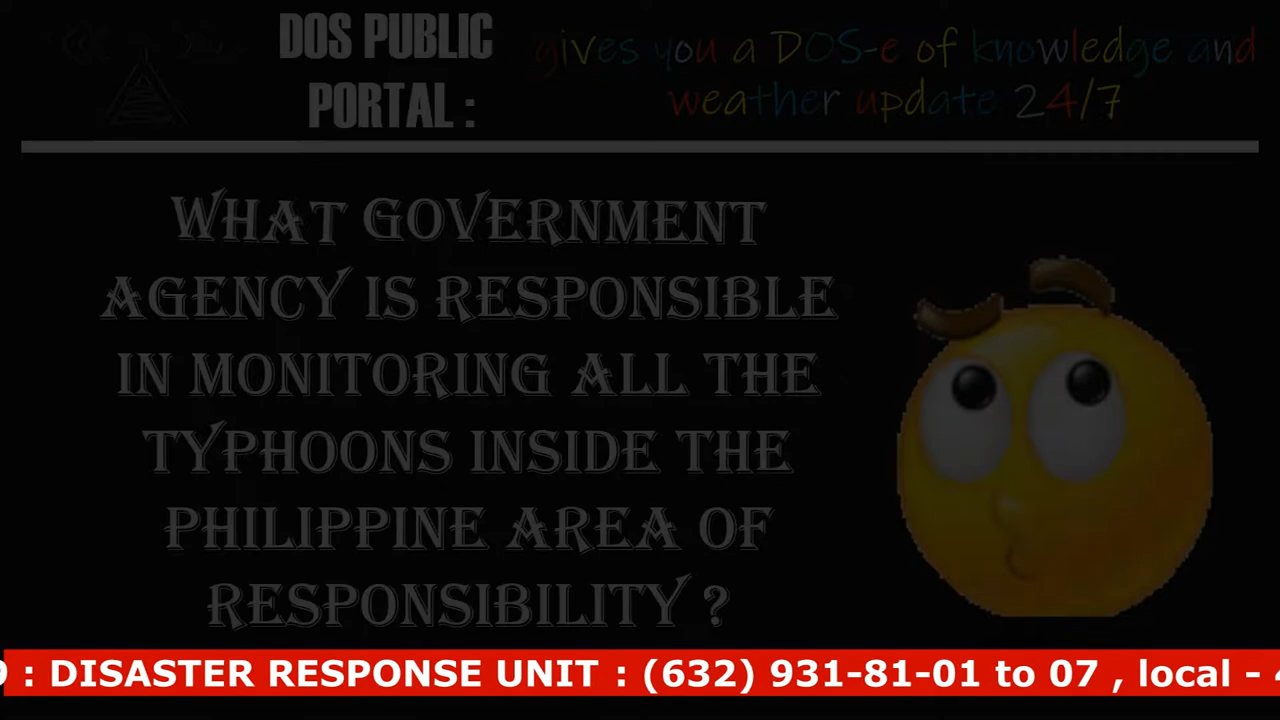 DOS PUBLIC
PORTAL :
gives you a DOS-e of knowledge and
weather update 24/7
WHAT GOVERNMENT
AGENCY IS RESPONSIBLE
IN MONITORING ALL THE
TYPHOONS INSIDE THE
PHILIPPINE AREA OF
RESPONSIBILITY ?
: DISASTER RESPONSE UNIT : (632) 931-81-01 to 07 , local -